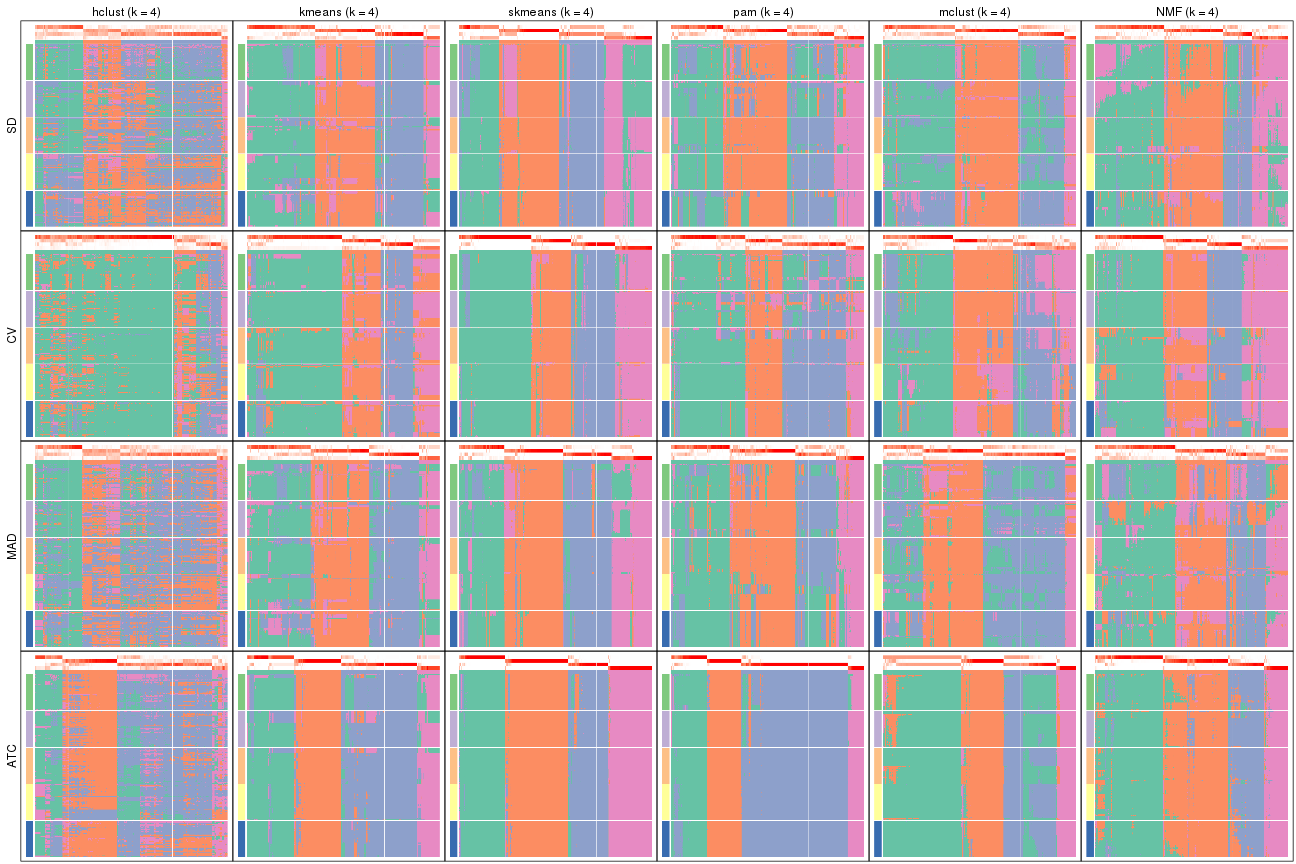 hclust (k = 4) kmeans (k = 4) skmeans (k = 4) pam (k = 4) mclust (k = 4) NMF (k = 4)
SD
CV
MAD
ATC